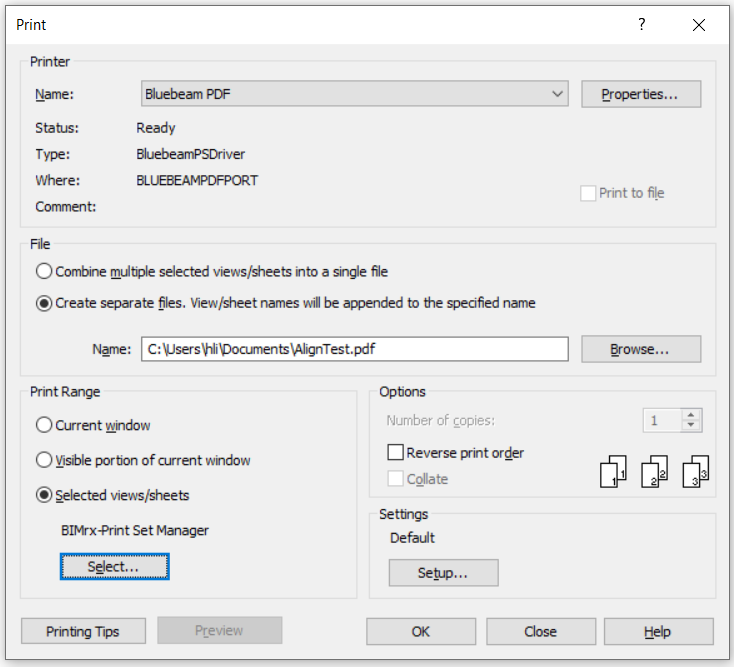 Print
?
Printer
Name: Bluebeam PDF Properties...
Status: Ready
Type: BluebeamPSDriver
Where: BLUEBEAMPDFPORT
Comment: Print to file
File
Combine multiple selected views/sheets into a single file
Create separate files. View/sheet names will be appended to the specified name
Name: C:\Users\hli\Documents\AlignTest.pdf Browse...
Print Range
Current window
Visible portion of current window
Selected views/sheets
BIMrx-Print Set Manager
Select...
Options
Number of copies: 1
Reverse print order
Collate
1 1 2 2 3 3
Settings
Default
Setup...
Printing Tips Preview OK Close Help